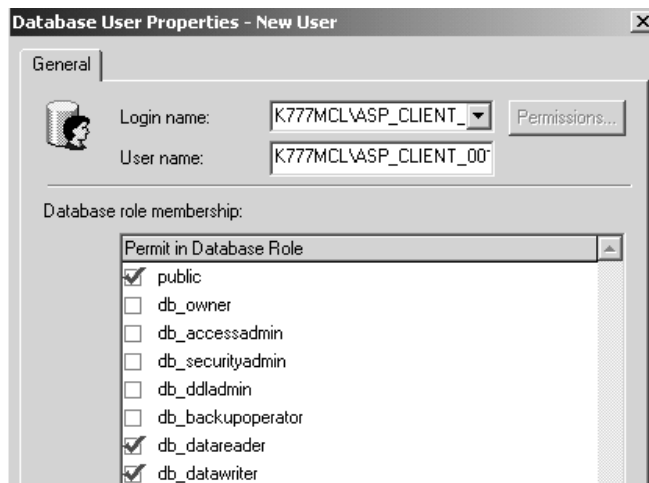 Database User Properties - New User
General
Login name: K777MCL\ASP_CLIENT_ Permissions...
User name: K777MCL\ASP_CLIENT_00
Database role membership:
Permit in Database Role
public
db_owner
db_accessadmin
db_securityadmin
db_ddladmin
db_backupoperator
db_datareader
db_datawriter